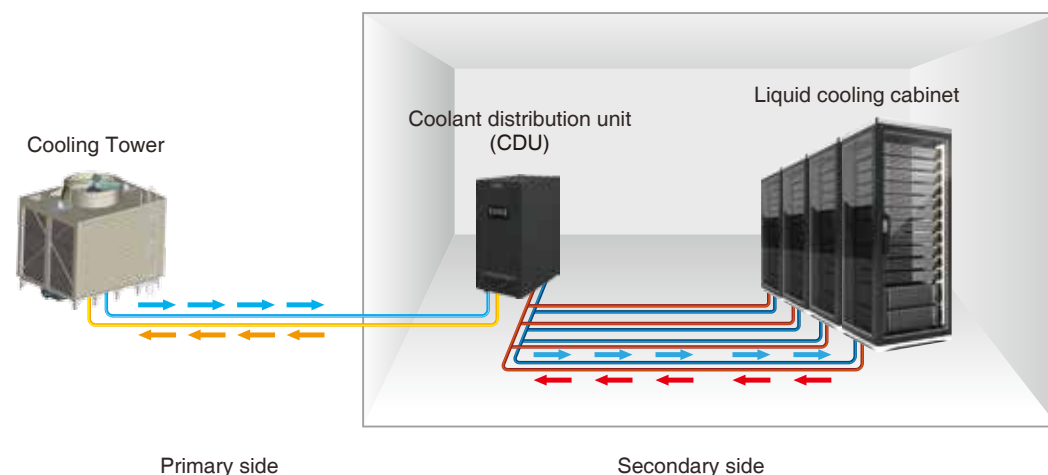 Liquid cooling cabinet
Coolant distribution unit
(CDU)
Cooling Tower
Primary side
Secondary side